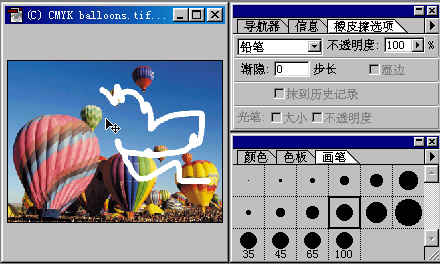 (C) CMYK balloons.tif...
导航器 信息 橡皮擦选项
铅笔 不透明度: 100 %
渐隐: 0 步长 湿边
抹到历史记录
光笔: 大小 不透明度
颜色 色板 画笔
35 45 65 100